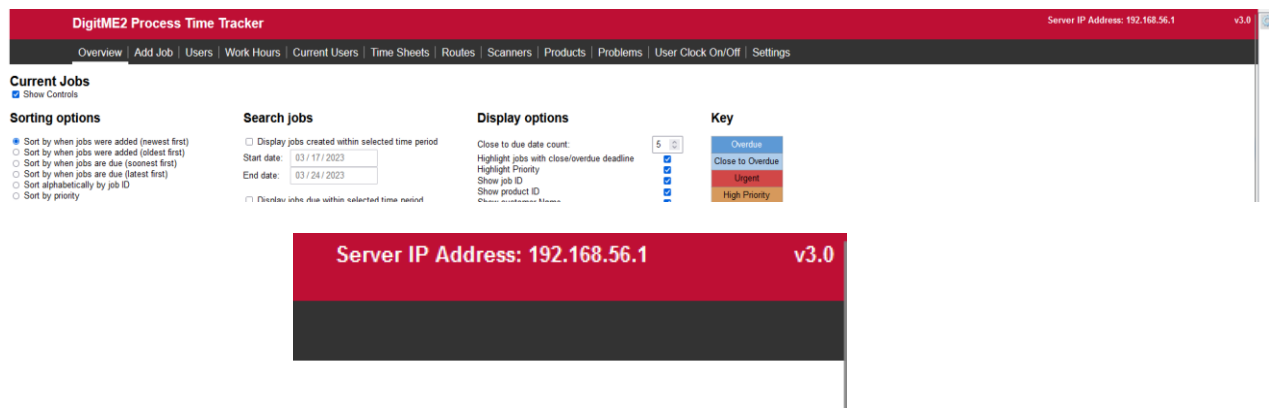 DigitME2 Process Time Tracker Server IP Address: 192.168.56.1 v3.0
Overview | Add Job | Users | Work Hours | Current Users | Time Sheets | Routes | Scanners | Products | Problems | User Clock On/Off | Settings
Current Jobs
Show Controls
Sorting options
Sort by when jobs were added (newest first)
Sort by when jobs were added (oldest first)
Sort by when jobs are due (soonest first)
Sort by when jobs are due (latest first)
Sort alphabetically by job ID
Sort by priority
Search jobs
Display jobs created within selected time period
Start date: 03 / 17 / 2023
End date: 03 / 24 / 2023
Display jobs due within selected time period
Display options
Close to due date count: 5
Highlight jobs with close/overdue deadline
Highlight Priority
Show job ID
Show product ID
Show customer Name
Key
Overdue
Close to Overdue
Urgent
High Priority
Server IP Address: 192.168.56.1 v3.0